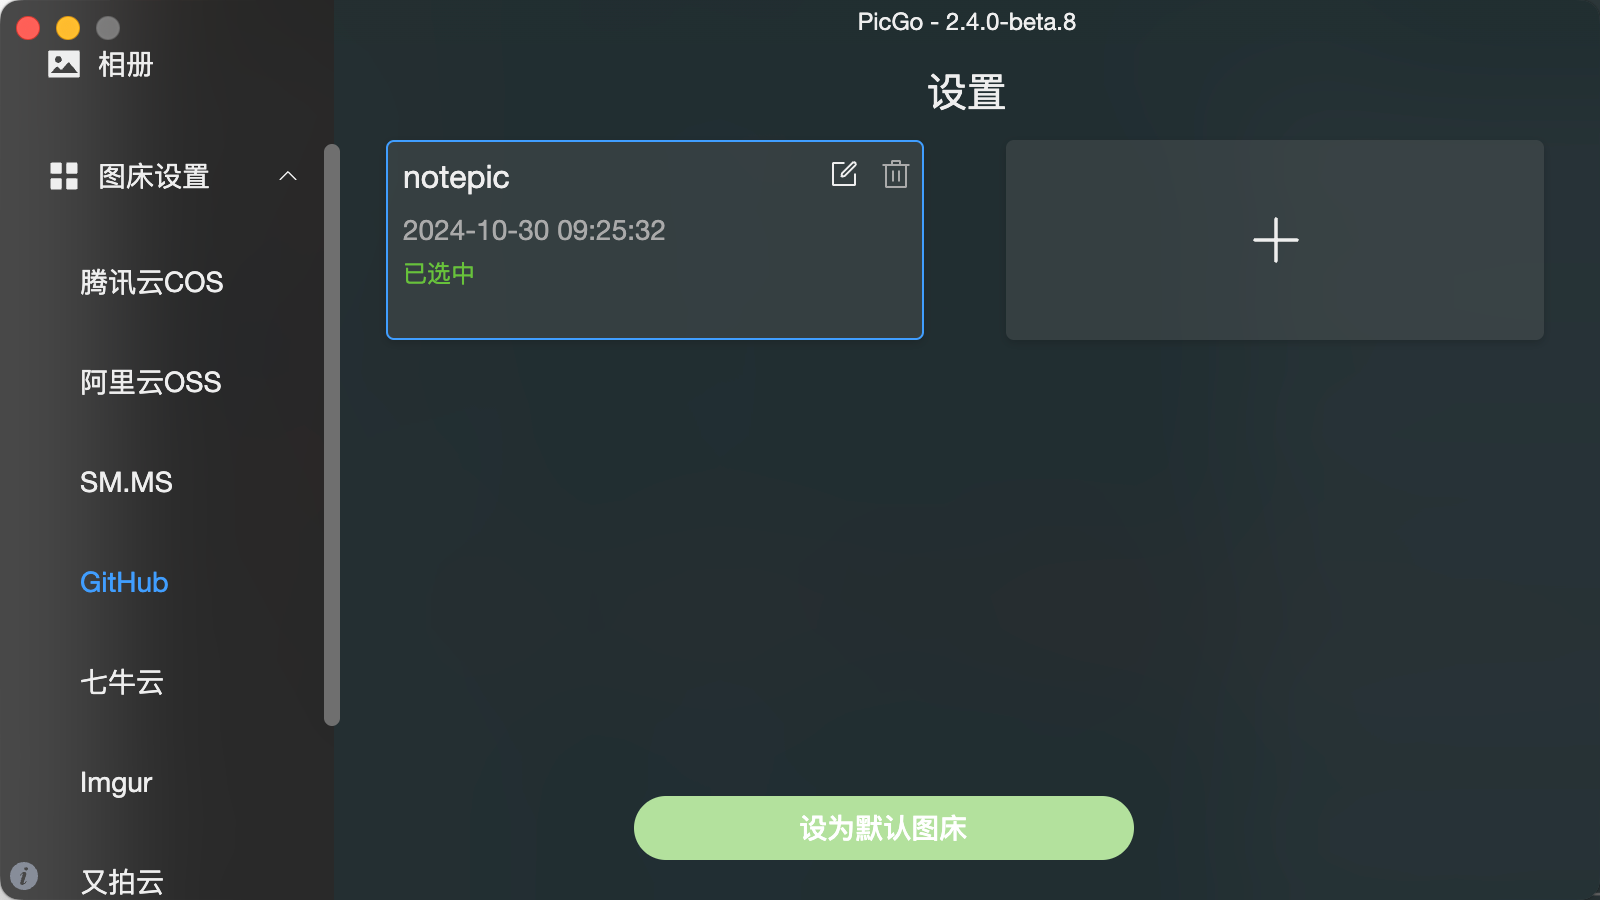 PicGo - 2.4.0-beta.8
相册
图床设置
腾讯云COS
阿里云OSS
SM.MS
GitHub
七牛云
Imgur
又拍云
设置
notepic
2024-10-30 09:25:32
已选中
设为默认图床